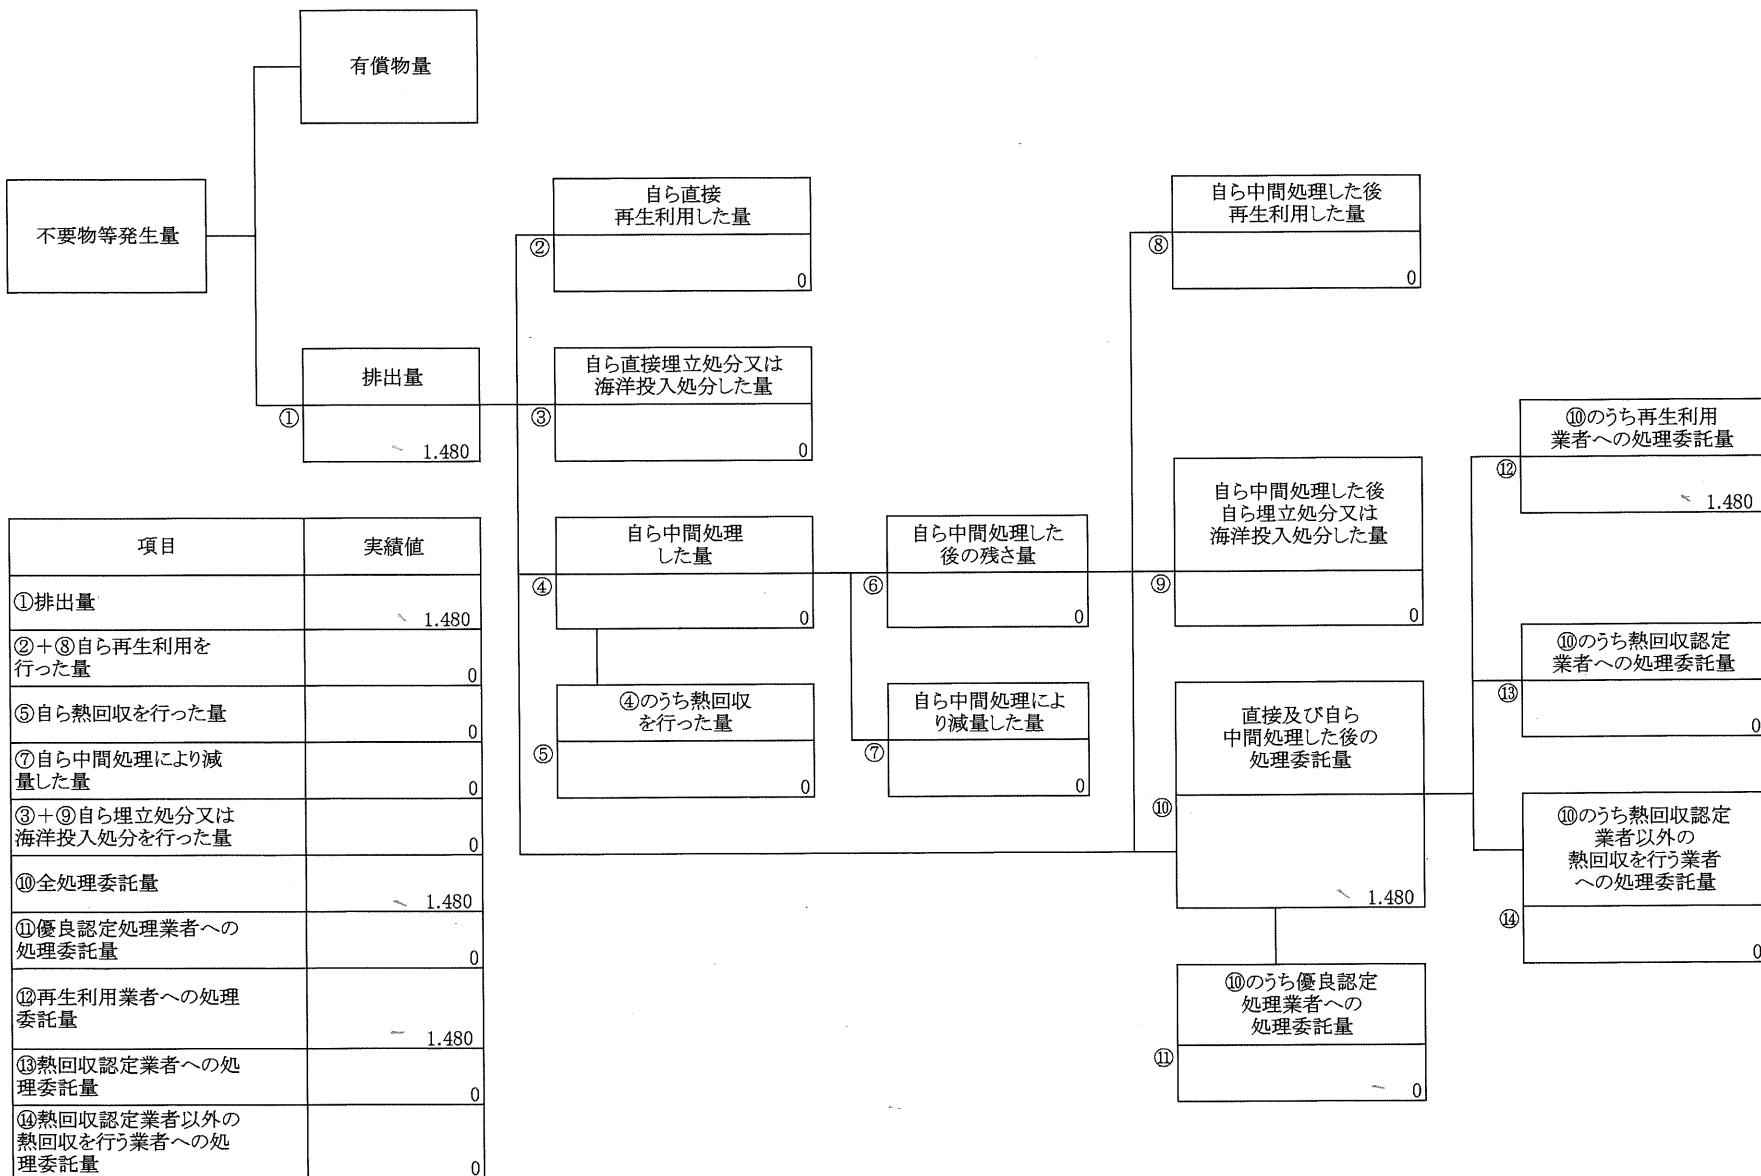 有償物量
不要物等発生量
排出量
①
1.480
自ら直接
再生利用した量
②
0
自ら直接埋立処分又は
海洋投入処分した量
③
0
自ら中間処理
した量
④
0
④のうち熱回収
を行った量
⑤
0
自ら中間処理した
後の残さ量
⑥
0
自ら中間処理によ
り減量した量
⑦
0
自ら中間処理した後
再生利用した量
⑧
0
自ら中間処理した後
自ら埋立処分又は
海洋投入処分した量
⑨
0
直接及び自ら
中間処理した後の
処理委託量
⑩
1.480
⑩のうち優良認定
処理業者への
処理委託量
⑪
0
⑩のうち再生利用
業者への処理委託量
⑫
1.480
⑩のうち熱回収認定
業者への処理委託量
⑬
0
⑩のうち熱回収認定
業者以外の
熱回収を行う業者
への処理委託量
⑭
0
項目 実績値
①排出量
1.480
②+⑧自ら再生利用を
行った量
0
⑤自ら熱回収を行った量
0
⑦自ら中間処理により減
量した量
0
③+⑨自ら埋立処分又は
海洋投入処分を行った量
0
⑩全処理委託量
1.480
⑪優良認定処理業者への
処理委託量
0
⑫再生利用業者への処理
委託量
1.480
⑬熱回収認定業者への処
理委託量
0
⑭熱回収認定業者以外の
熱回収を行う業者への処
理委託量
0